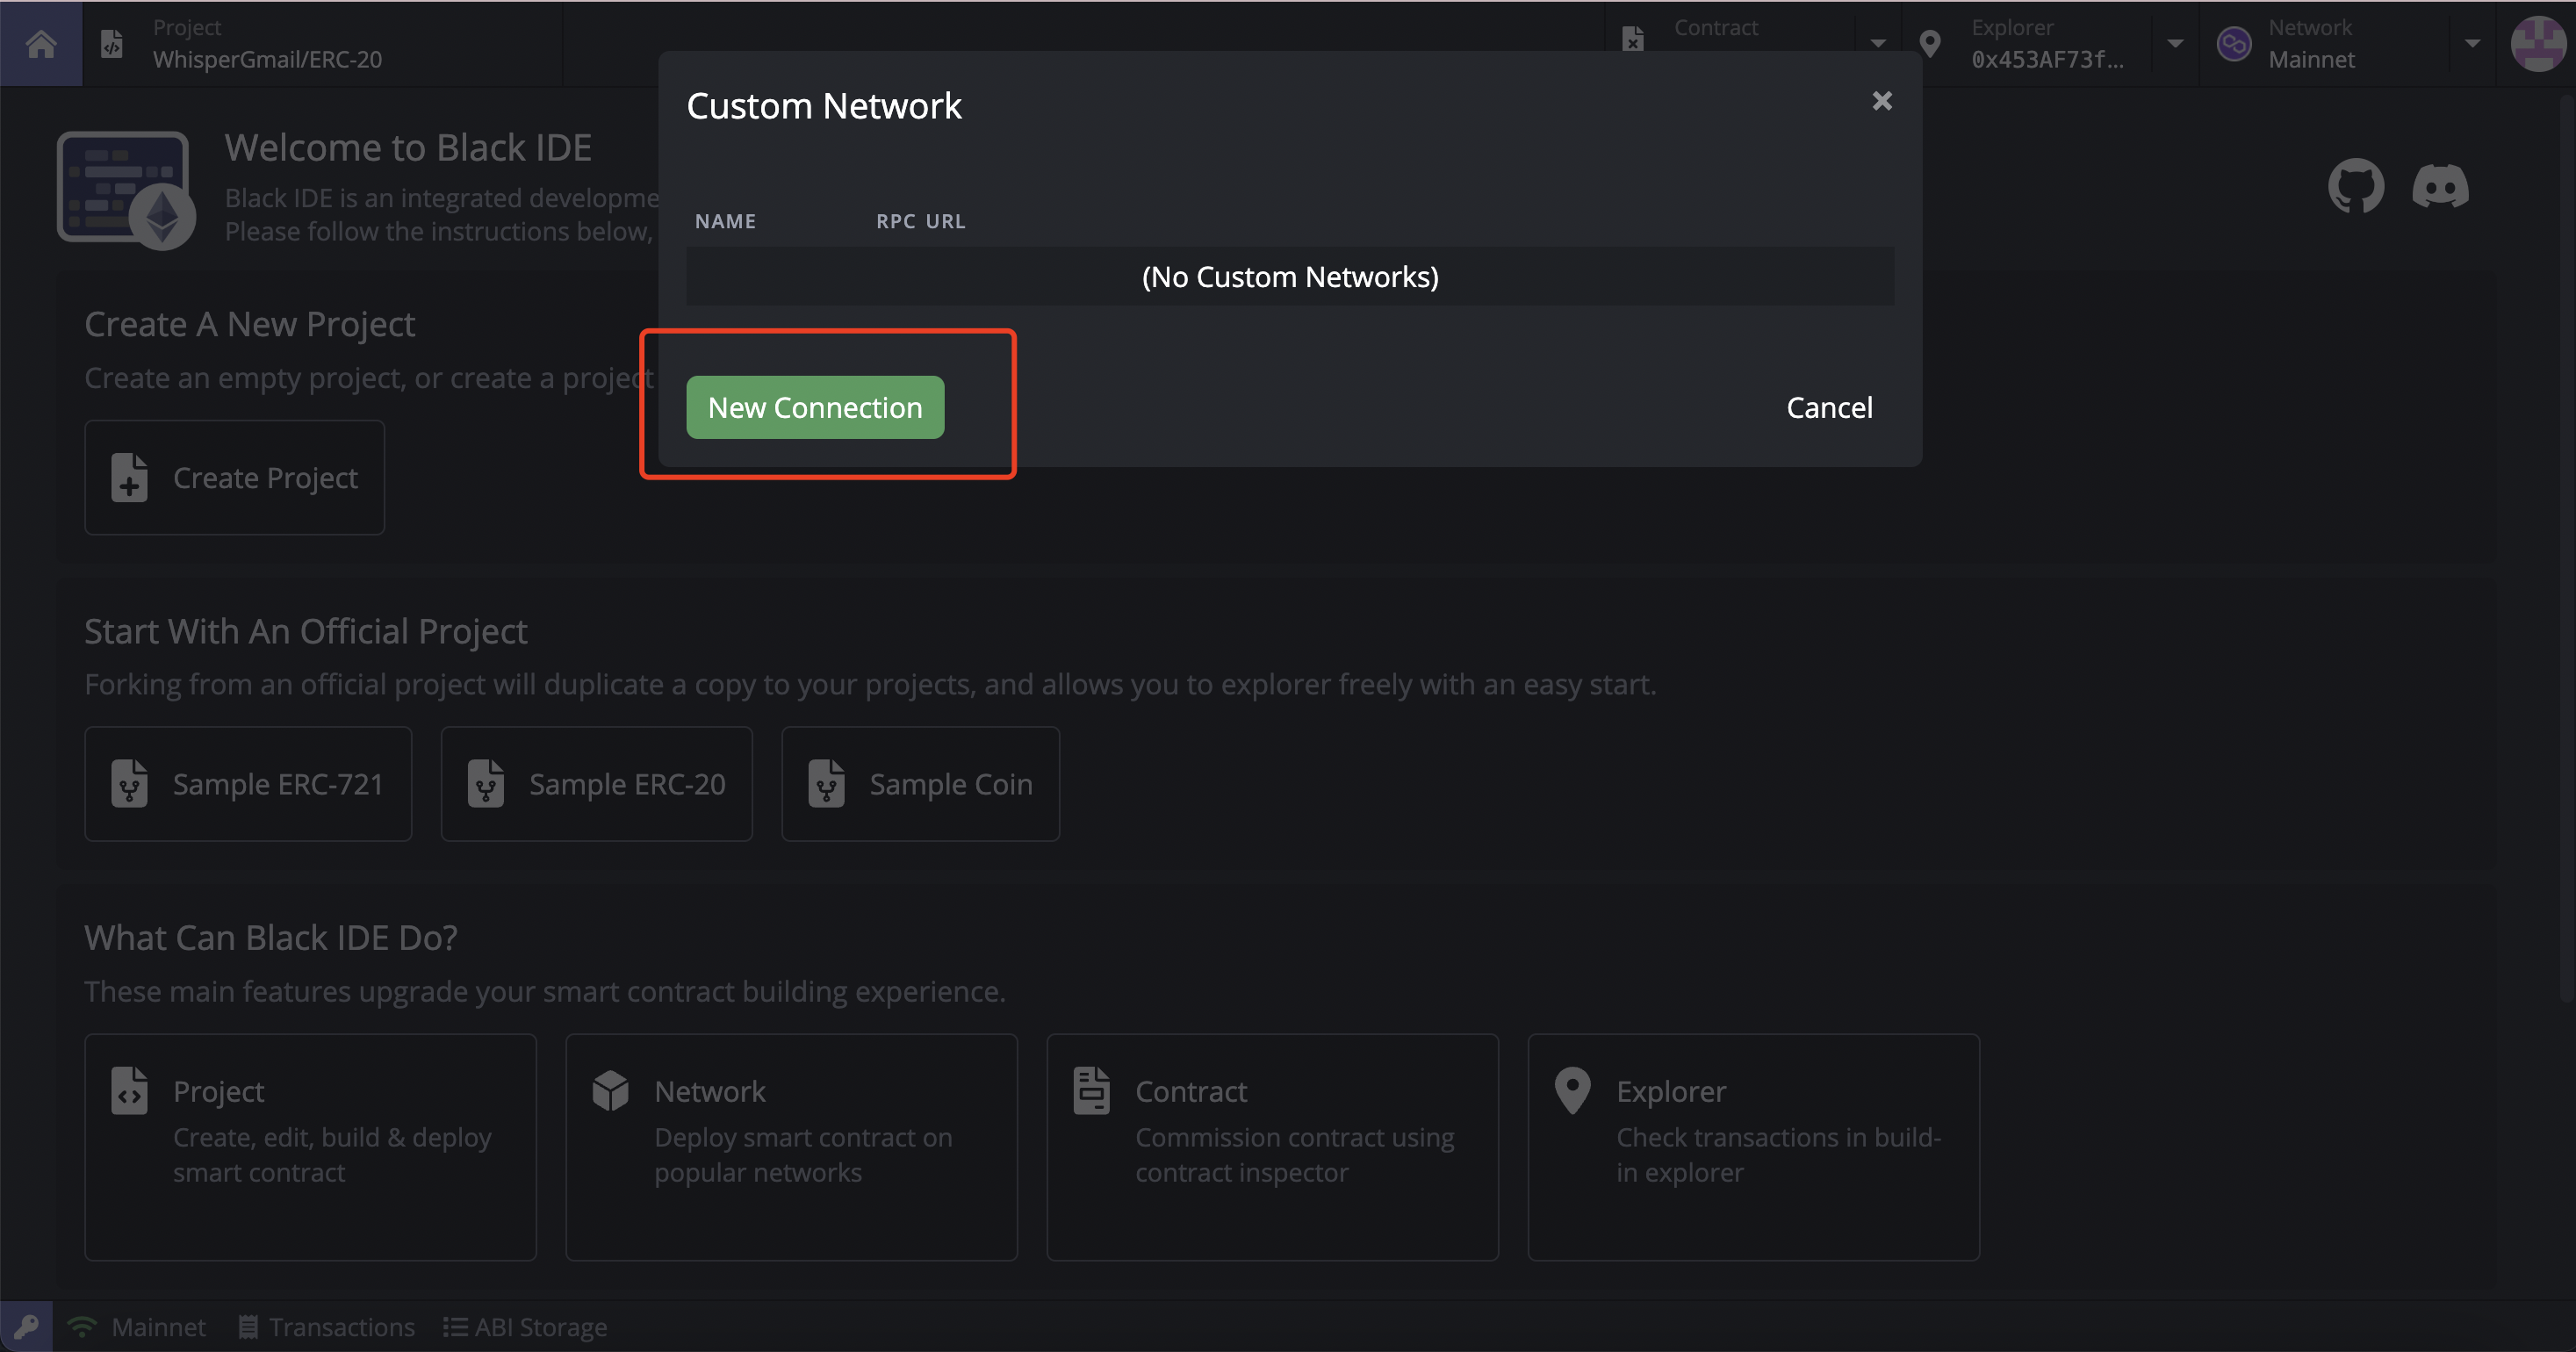 Project
WhisperGmail/ERC-20
Contract
Explorer
0x453AF73f...
Network
Mainnet
Custom Network
NAME
RPC URL
(No Custom Networks)
New Connection
Cancel
Welcome to Black IDE
Black IDE is an integrated developme
Please follow the instructions below,
Create A New Project
Create an empty project, or create a project
Create Project
Start With An Official Project
Forking from an official project will duplicate a copy to your projects, and allows you to explorer freely with an easy start.
Sample ERC-721
Sample ERC-20
Sample Coin
What Can Black IDE Do?
These main features upgrade your smart contract building experience.
Project
Create, edit, build & deploy
smart contract
Network
Deploy smart contract on
popular networks
Contract
Commission contract using
contract inspector
Explorer
Check transactions in build-
in explorer
Mainnet
Transactions
ABI Storage